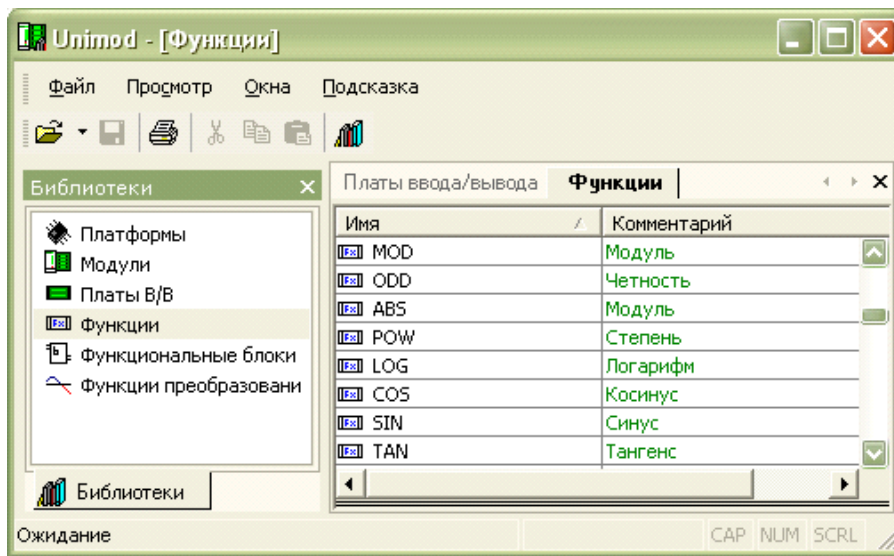 Unimod - [Функции]
Файл Просмотр Окна Подсказка
Библиотеки
Платформы
Модули
Платы В/В
Функции
Функциональные блоки
Функции преобразовани
Библиотеки
Платы ввода/вывода Функции
Имя Комментарий
MOD Модуль
ODD Четность
ABS Модуль
POW Степень
LOG Логарифм
COS Косинус
SIN Синус
TAN Тангенс
Ожидание CAP NUM SCRL